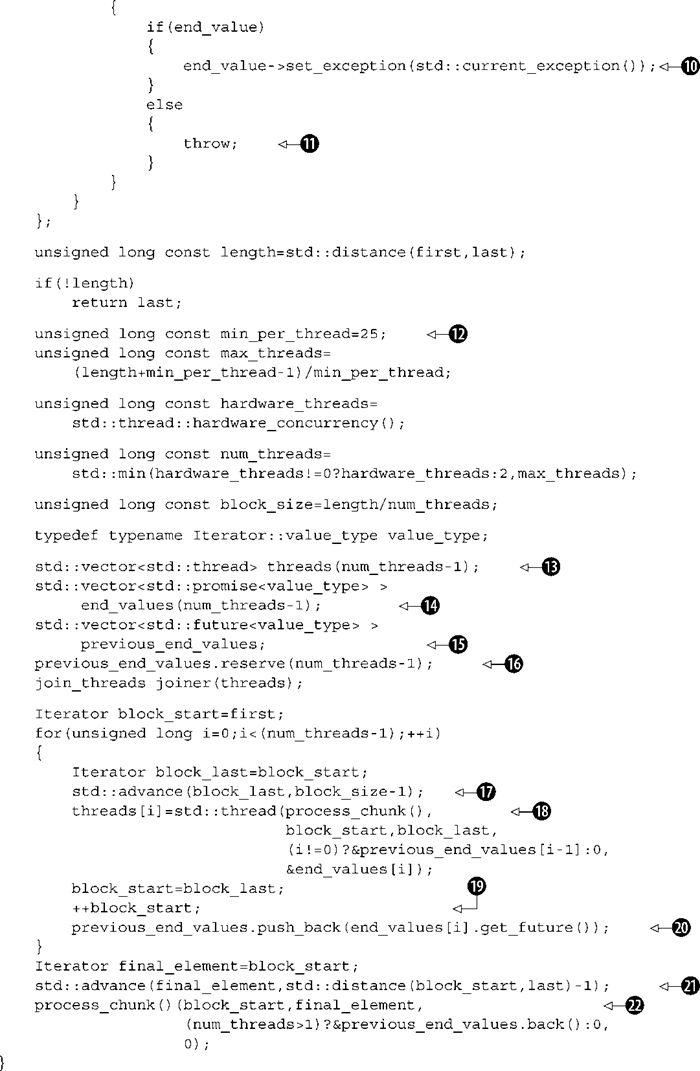 {
if(end_value)
{
end_value->set_exception(std::current_exception()); 10
}
else
{
throw; 11
}
}
}
};
unsigned long const length=std::distance(first,last);
if(!length)
return last;
unsigned long const min_per_thread=25; 12
unsigned long const max_threads=
(length+min_per_thread-1)/min_per_thread;
unsigned long const hardware_threads=
std::thread::hardware_concurrency();
unsigned long const num_threads=
std::min(hardware_threads!=0?hardware_threads:2,max_threads);
unsigned long const block_size=length/num_threads;
typedef typename Iterator::value_type value_type;
std::vector<std::thread> threads(num_threads-1); 13
std::vector<std::promise<value_type> >
end_values(num_threads-1); 14
std::vector<std::future<value_type> >
previous_end_values; 15
previous_end_values.reserve(num_threads-1); 16
join_threads joiner(threads);
Iterator block_start=first;
for(unsigned long i=0;i<(num_threads-1);++i)
{
Iterator block_last=block_start;
std::advance(block_last,block_size-1); 17
threads[i]=std::thread(process_chunk(), 18
block_start,block_last,
(i!=0)?&previous_end_values[i-1]:0,
&end_values[i]);
block_start=block_last; 19
++block_start;
previous_end_values.push_back(end_values[i].get_future()); 20
}
Iterator final_element=block_start;
std::advance(final_element,std::distance(block_start,last)-1); 21
process_chunk()(block_start,final_element, 22
(num_threads>1)?&previous_end_values.back():0,
0);
}